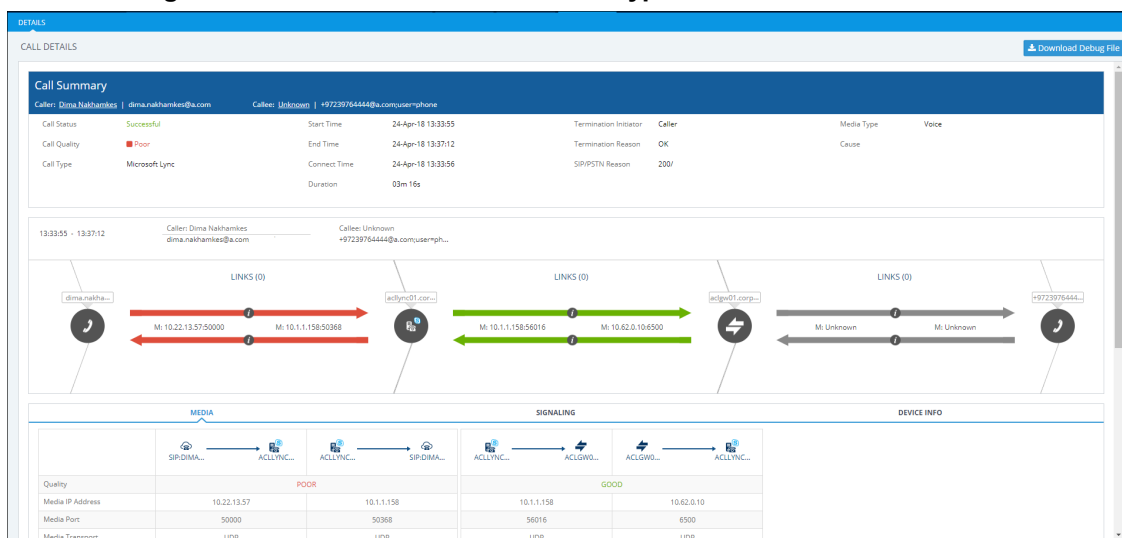 DETAILS
CALL DETAILS
Download Debug File
Call Summary
Caller: Dima Nakhamkes | dima.nakhamkes@a.com Callee: Unknown | +97239764444@a.com;user=phone
Call Status Successful Start Time 24-Apr-18 13:33:55 Termination Initiator Caller Media Type Voice
Call Quality Poor End Time 24-Apr-18 13:37:12 Termination Reason OK Cause
Call Type Microsoft Lync Connect Time 24-Apr-18 13:33:56 SIP/PSTN Reason 200/
Duration 03m 16s
13:33:55 - 13:37:12 Caller: Dima Nakhamkes Callee: Unknown
dima.nakhamkes@a.com +97239764444@a.com;user=ph...
LINKS (0) LINKS (0) LINKS (0)
dima.nakha... acllync01.cor... aclgw01.corp... +9723976444...
M: 10.22.13.57:50000 M: 10.1.1.158:50368 M: 10.1.1.158:56016 M: 10.62.0.10:6500 M: Unknown M: Unknown
MEDIA SIGNALING DEVICE INFO
SIP:DIMA... ACLLYNC... ACLLYNC... SIP:DIMA... ACLLYNC... ACLGW0... ACLGW0... ACLLYNC...
Quality POOR GOOD
Media IP Address 10.22.13.57 10.1.1.158 10.1.1.158 10.62.0.10
Media Port 50000 50368 56016 6500
Media Transport UDP UDP UDP UDP